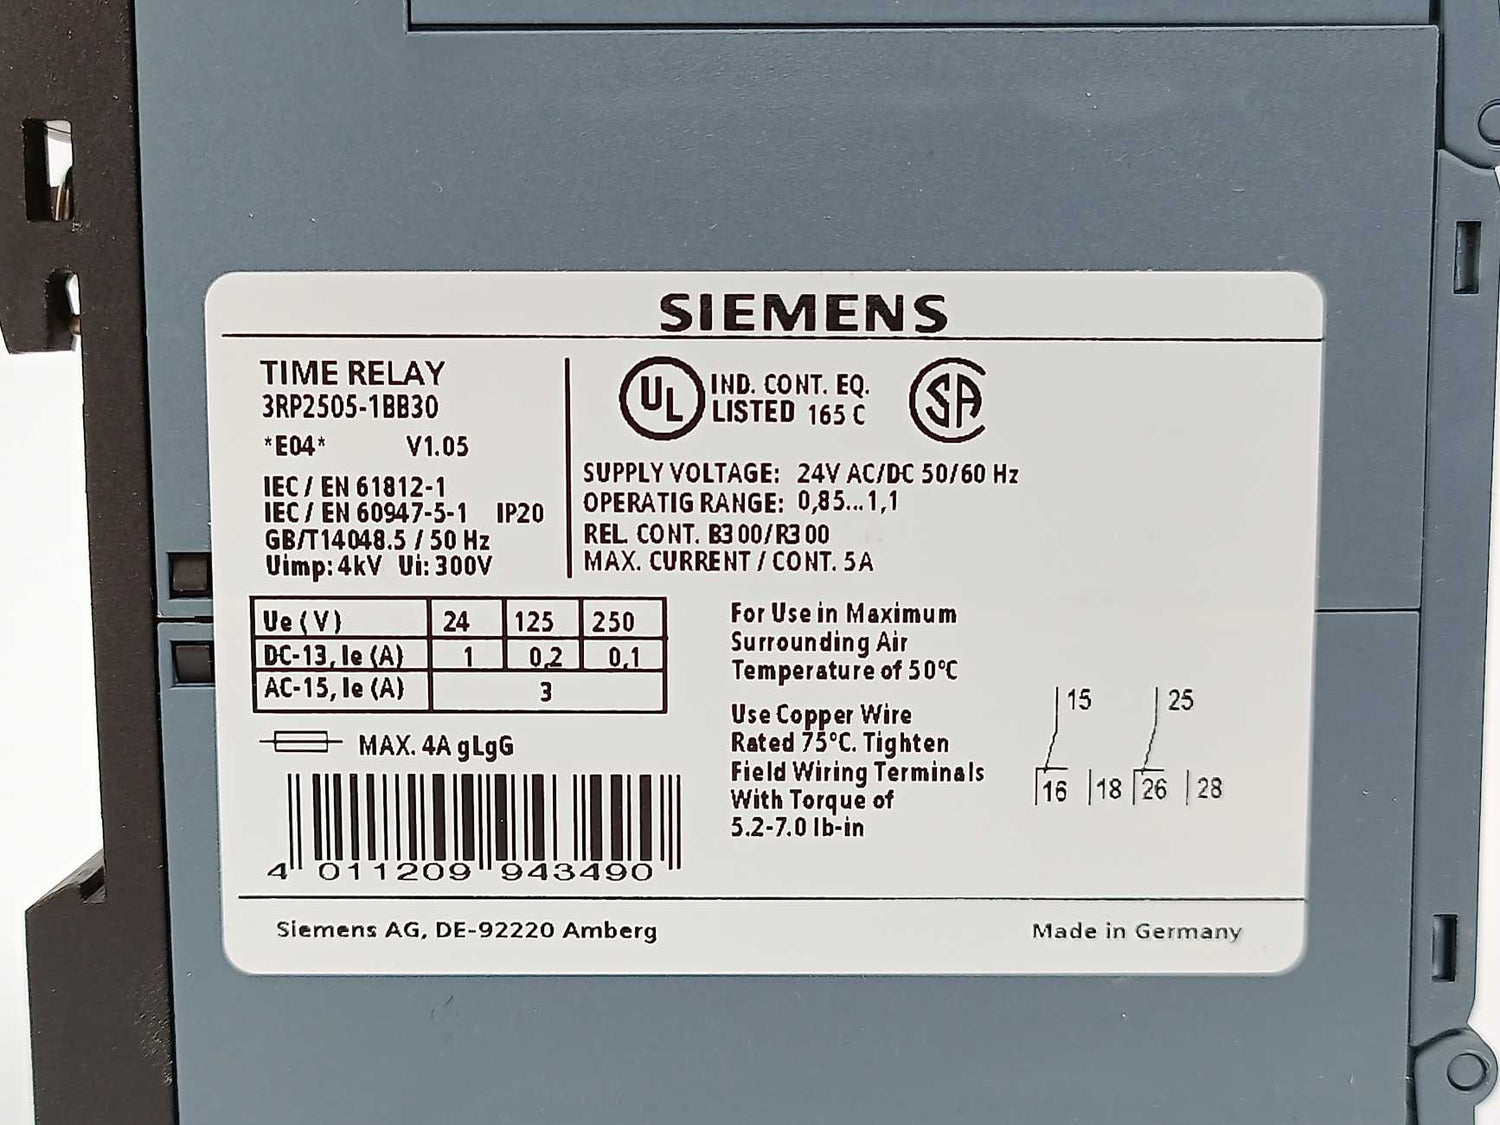 SIEMENS
TIME RELAY
3RP2505-1BB30
*E04* V1.05
IEC / EN 61812-1
IEC / EN 60947-5-1 IP20
GB/T14048.5 / 50 Hz
Uimp: 4kV Ui: 300V
UL IND. CONT. EQ.
LISTED 165 C
SA
SUPPLY VOLTAGE: 24V AC/DC 50/60 Hz
OPERATIG RANGE: 0,85...1,1
REL. CONT. B300/R300
MAX. CURRENT / CONT. 5A
Ue (V) 24 125 250
DC-13, Ie (A) 1 0,2 0,1
AC-15, Ie (A) 3
MAX. 4A gLgG
4 011209 943490
For Use in Maximum
Surrounding Air
Temperature of 50°C
Use Copper Wire
Rated 75°C. Tighten
Field Wiring Terminals
With Torque of
5.2-7.0 lb-in
15 25
16 18 26 28
Siemens AG, DE-92220 Amberg
Made in Germany